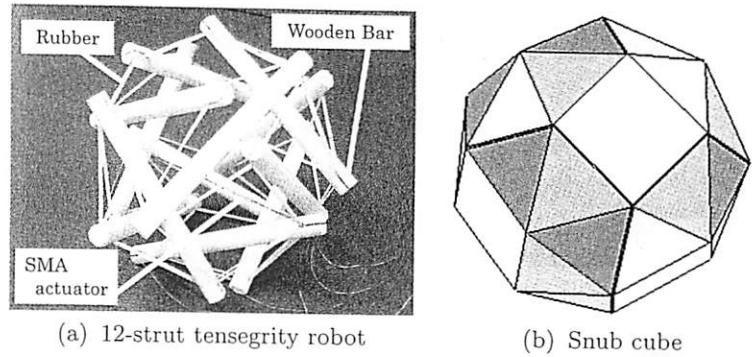 Rubber
Wooden Bar
SMA
actuator
(a) 12-strut tensegrity robot
(b) Snub cube